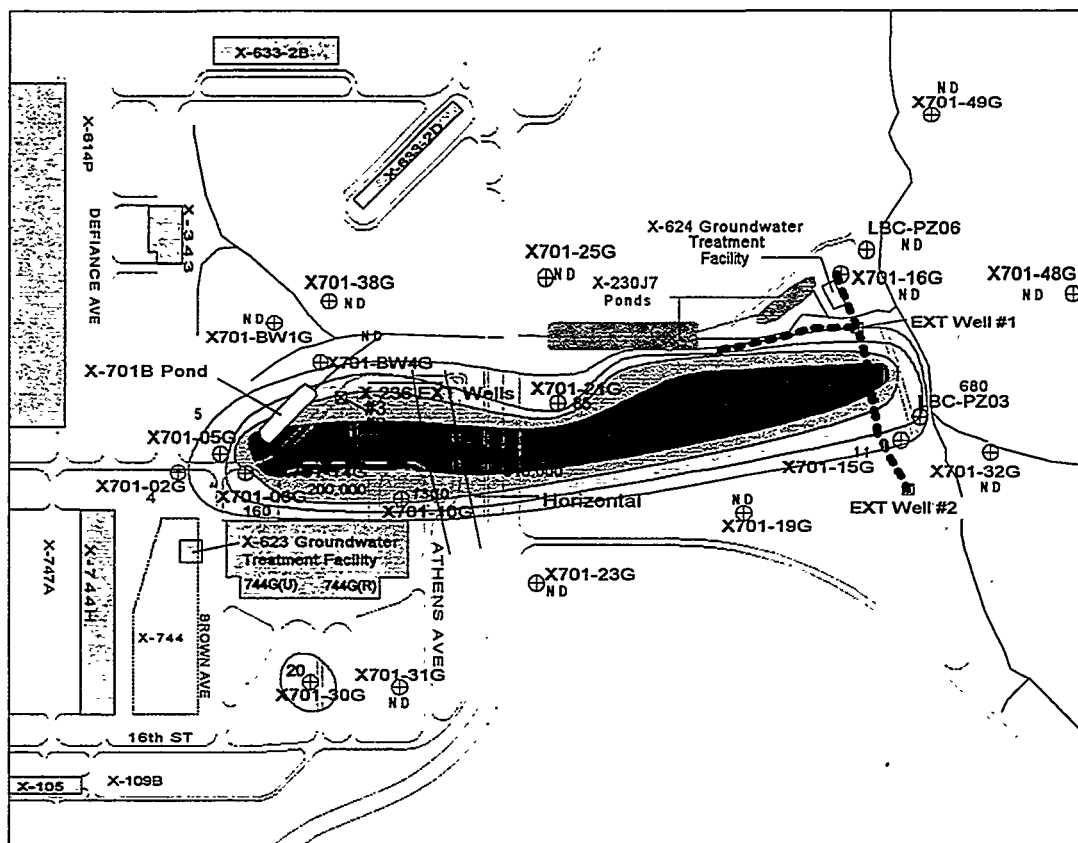 X-633-2B
X-633-2D
X-614P
DEFIANCE AVE
X-343
ND
X701-49G
LBC-PZ06
ND
X-624 Groundwater
Treatment
Facility
X701-25G
ND
X-230J7
Ponds
X701-16G
ND
X701-48G
ND
X701-38G
ND
ND
X701-BW1G
ND
EXT Well #1
X701-BW4G
X-701B Pond
X-236 EXT Wells
#3
X701-21G
65
680
LBC-PZ03
5
X701-05G
X701-02G
4
X701-06G
160
200,000
1300
X701-10G
Horizontal
11
X701-15G
X701-32G
ND
EXT Well #2
ND
X701-19G
X-623 Groundwater
Treatment Facility
744G(U)
744G(R)
X701-23G
ND
ATHENS AVE
X-747A
X-744H
X-744
BROWN AVE
20
X701-30G
X701-31G
ND
16th ST
X-105
X-109B